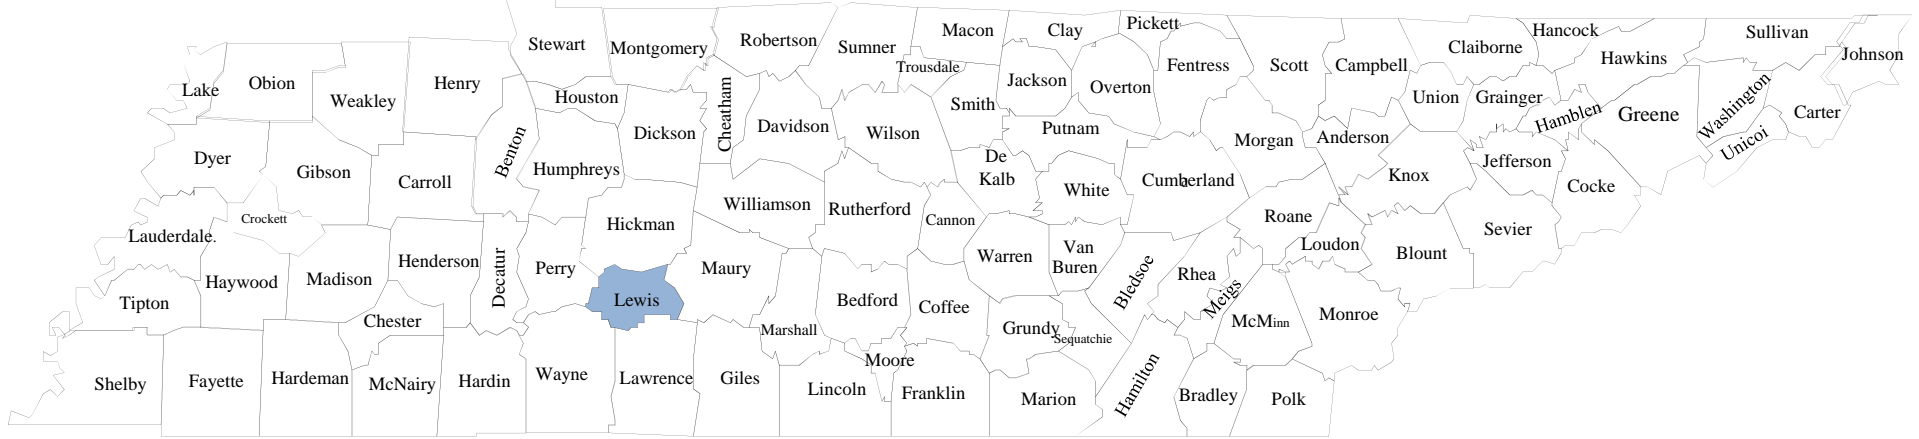 Stewart
Montgomery
Robertson
Sumner
Macon
Clay
Pickett
Hancock
Sullivan
Johnson
Trousdale
Jackson
Overton
Fentress
Scott
Campbell
Claiborne
Hawkins
Lake
Obion
Weakley
Henry
Houston
Cheatham
Smith
Union
Grainger
Hamblen
Greene
Washington
Carter
Unicoi
Benton
Dickson
Davidson
Wilson
Putnam
Morgan
Anderson
Knox
Jefferson
Cocke
Dyer
Gibson
Carroll
Humphreys
De
Kalb
White
Cumberland
Crockett
Hickman
Williamson
Rutherford
Cannon
Roane
Loudon
Blount
Sevier
Lauderdale.
Haywood
Madison
Henderson
Decatur
Perry
Lewis
Maury
Bedford
Coffee
Warren
Van
Buren
Bledsoe
Rhea
Meigs
McMinn
Monroe
Tipton
Chester
Marshall
Moore
Grundy
Sequatchie
Shelby
Fayette
Hardeman
McNairy
Hardin
Wayne
Lawrence
Giles
Lincoln
Franklin
Marion
Hamilton
Bradley
Polk